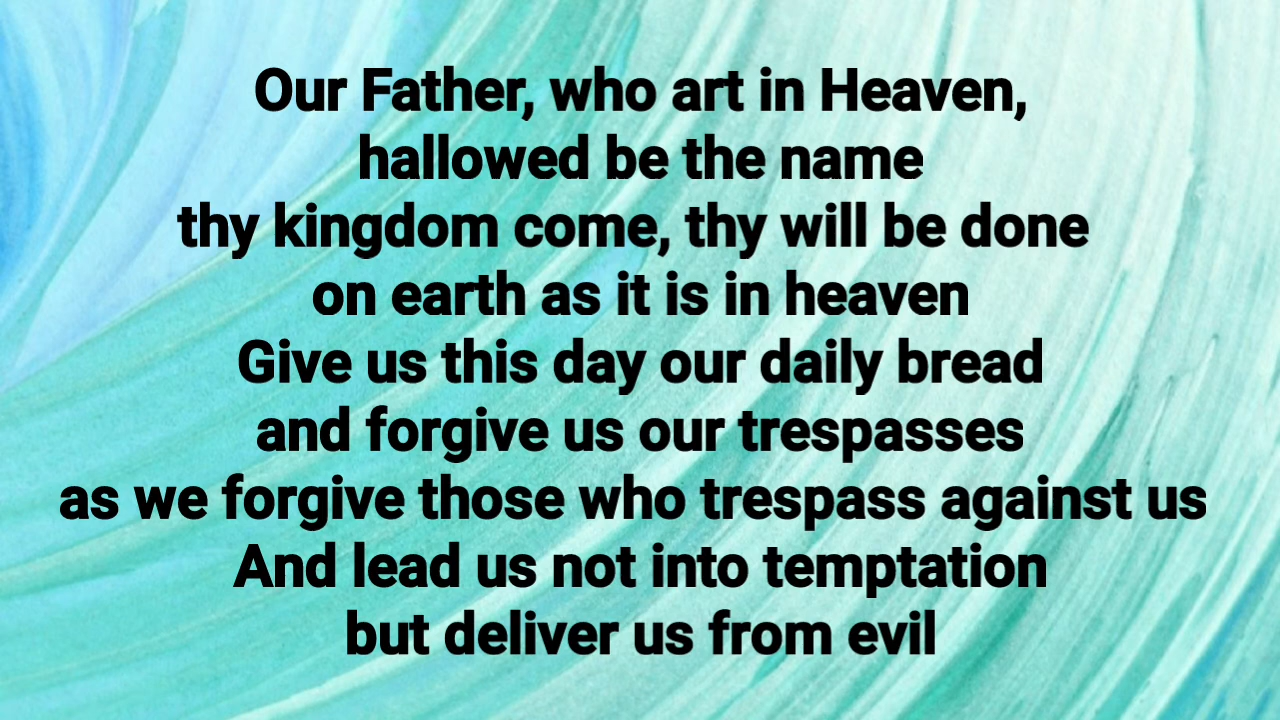 Our Father, who art in Heaven,
hallowed be the name
thy kingdom come, thy will be done
on earth as it is in heaven
Give us this day our daily bread
and forgive us our trespasses
as we forgive those who trespass against us
And lead us not into temptation
but deliver us from evil